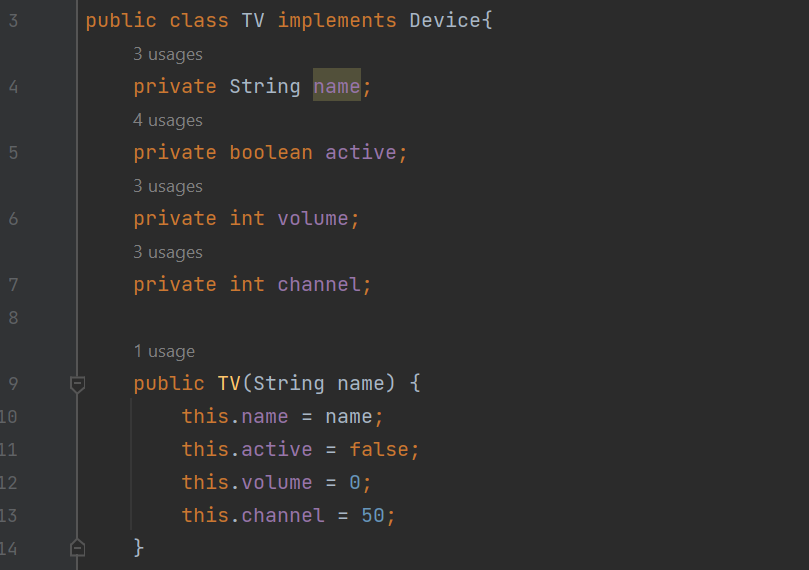 3 public class TV implements Device{
3 usages
4 private String name;
4 usages
5 private boolean active;
3 usages
6 private int volume;
3 usages
7 private int channel;
8
1 usage
9 public TV(String name) {
10 this.name = name;
11 this.active = false;
12 this.volume = 0;
13 this.channel = 50;
14 }